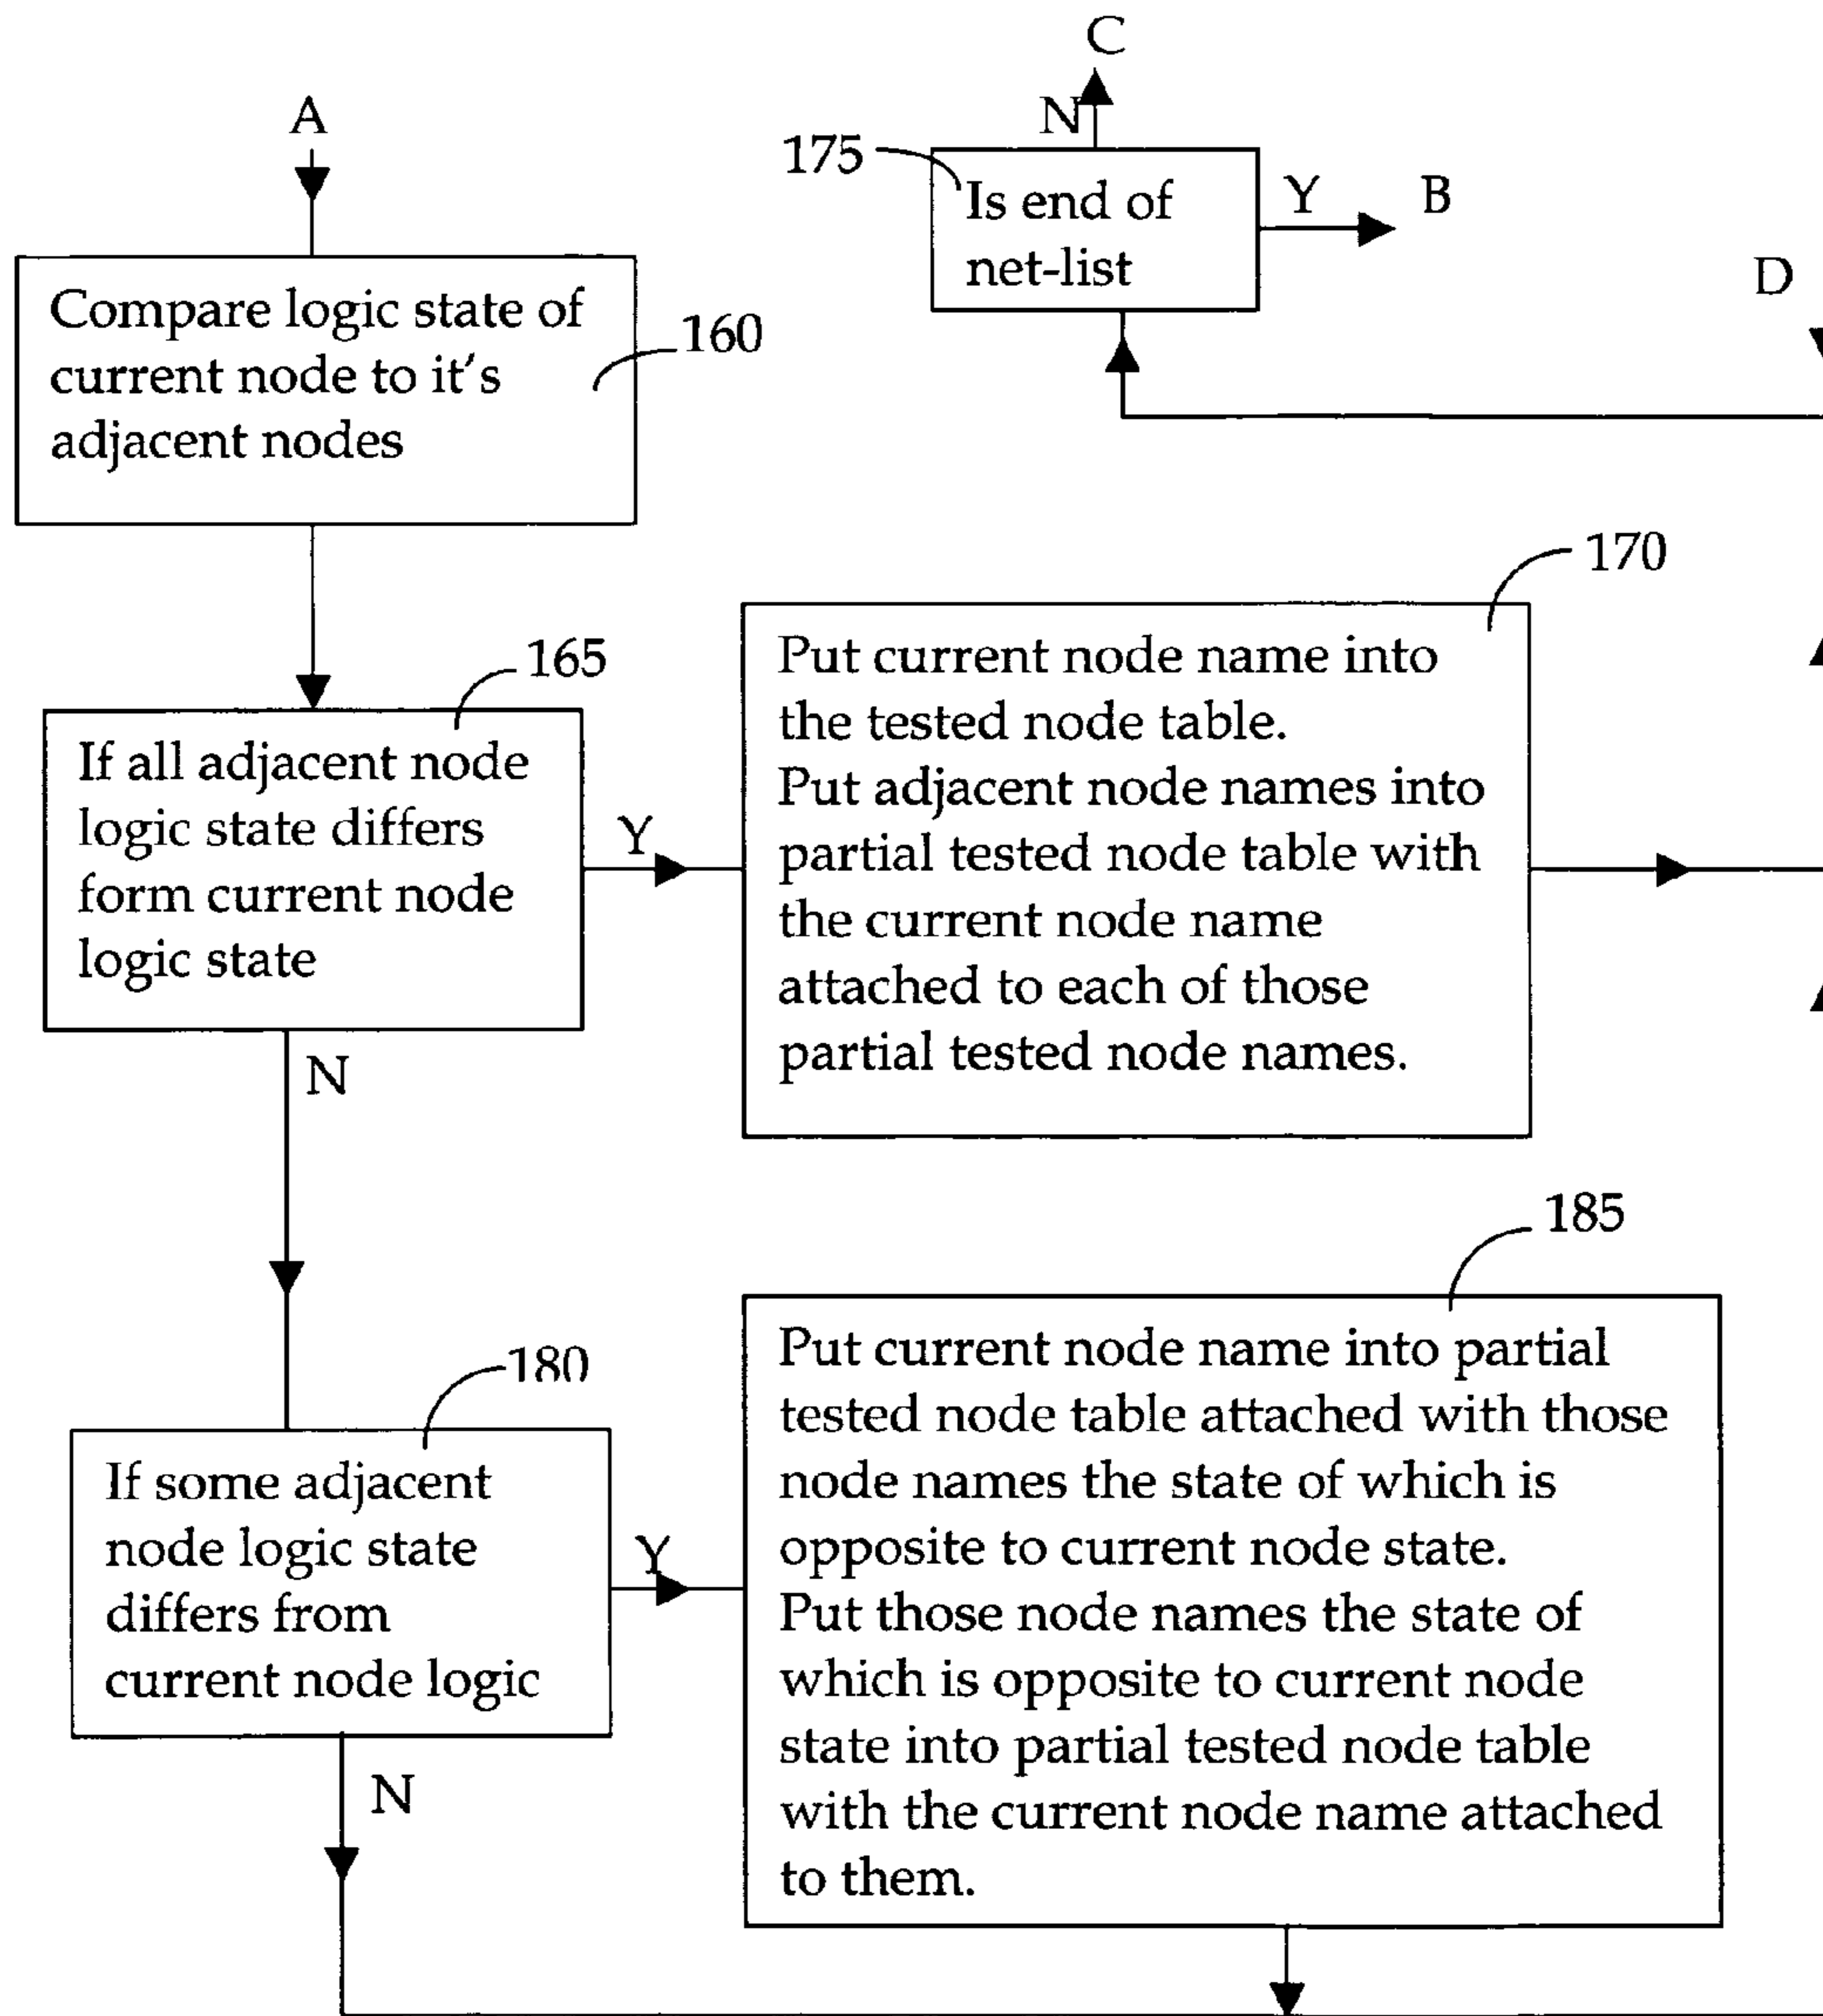 C
A
N
175
Is end of
net-list
Y
B
D
Compare logic state of
current node to it's
adjacent nodes
160
170
165
If all adjacent node
logic state differs
form current node
logic state
Y
Put current node name into
the tested node table.
Put adjacent node names into
partial tested node table with
the current node name
attached to each of those
partial tested node names.
N
185
180
If some adjacent
node logic state
differs from
current node logic
Y
Put current node name into partial
tested node table attached with those
node names the state of which is
opposite to current node state.
Put those node names the state of
which is opposite to current node
state into partial tested node table
with the current node name attached
to them.
N